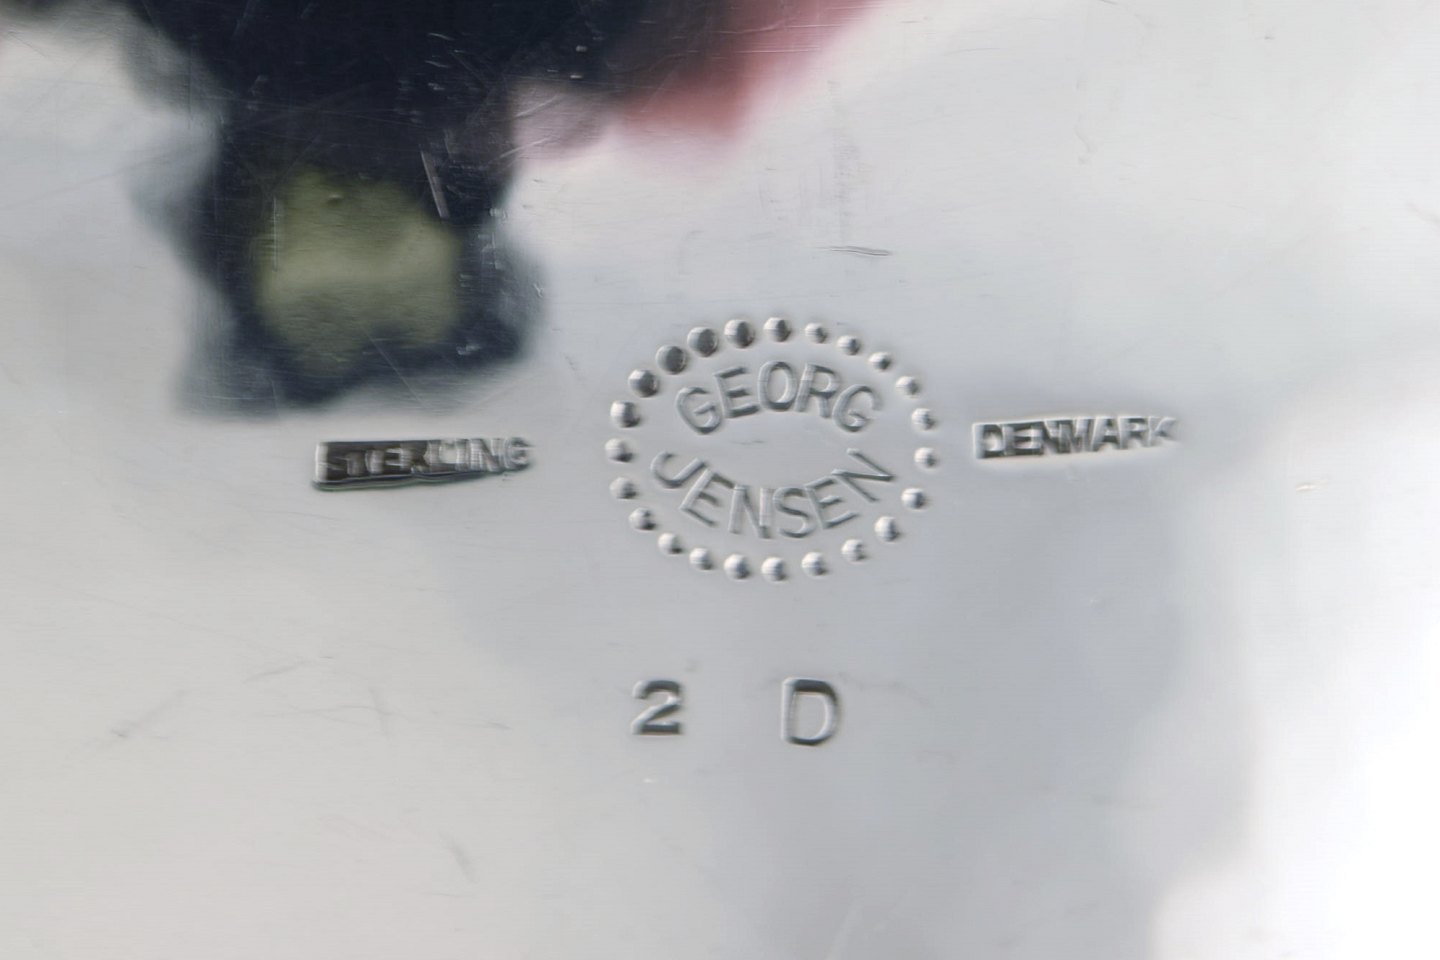 GEORG
STERLING DENMARK
JENSEN
2 D